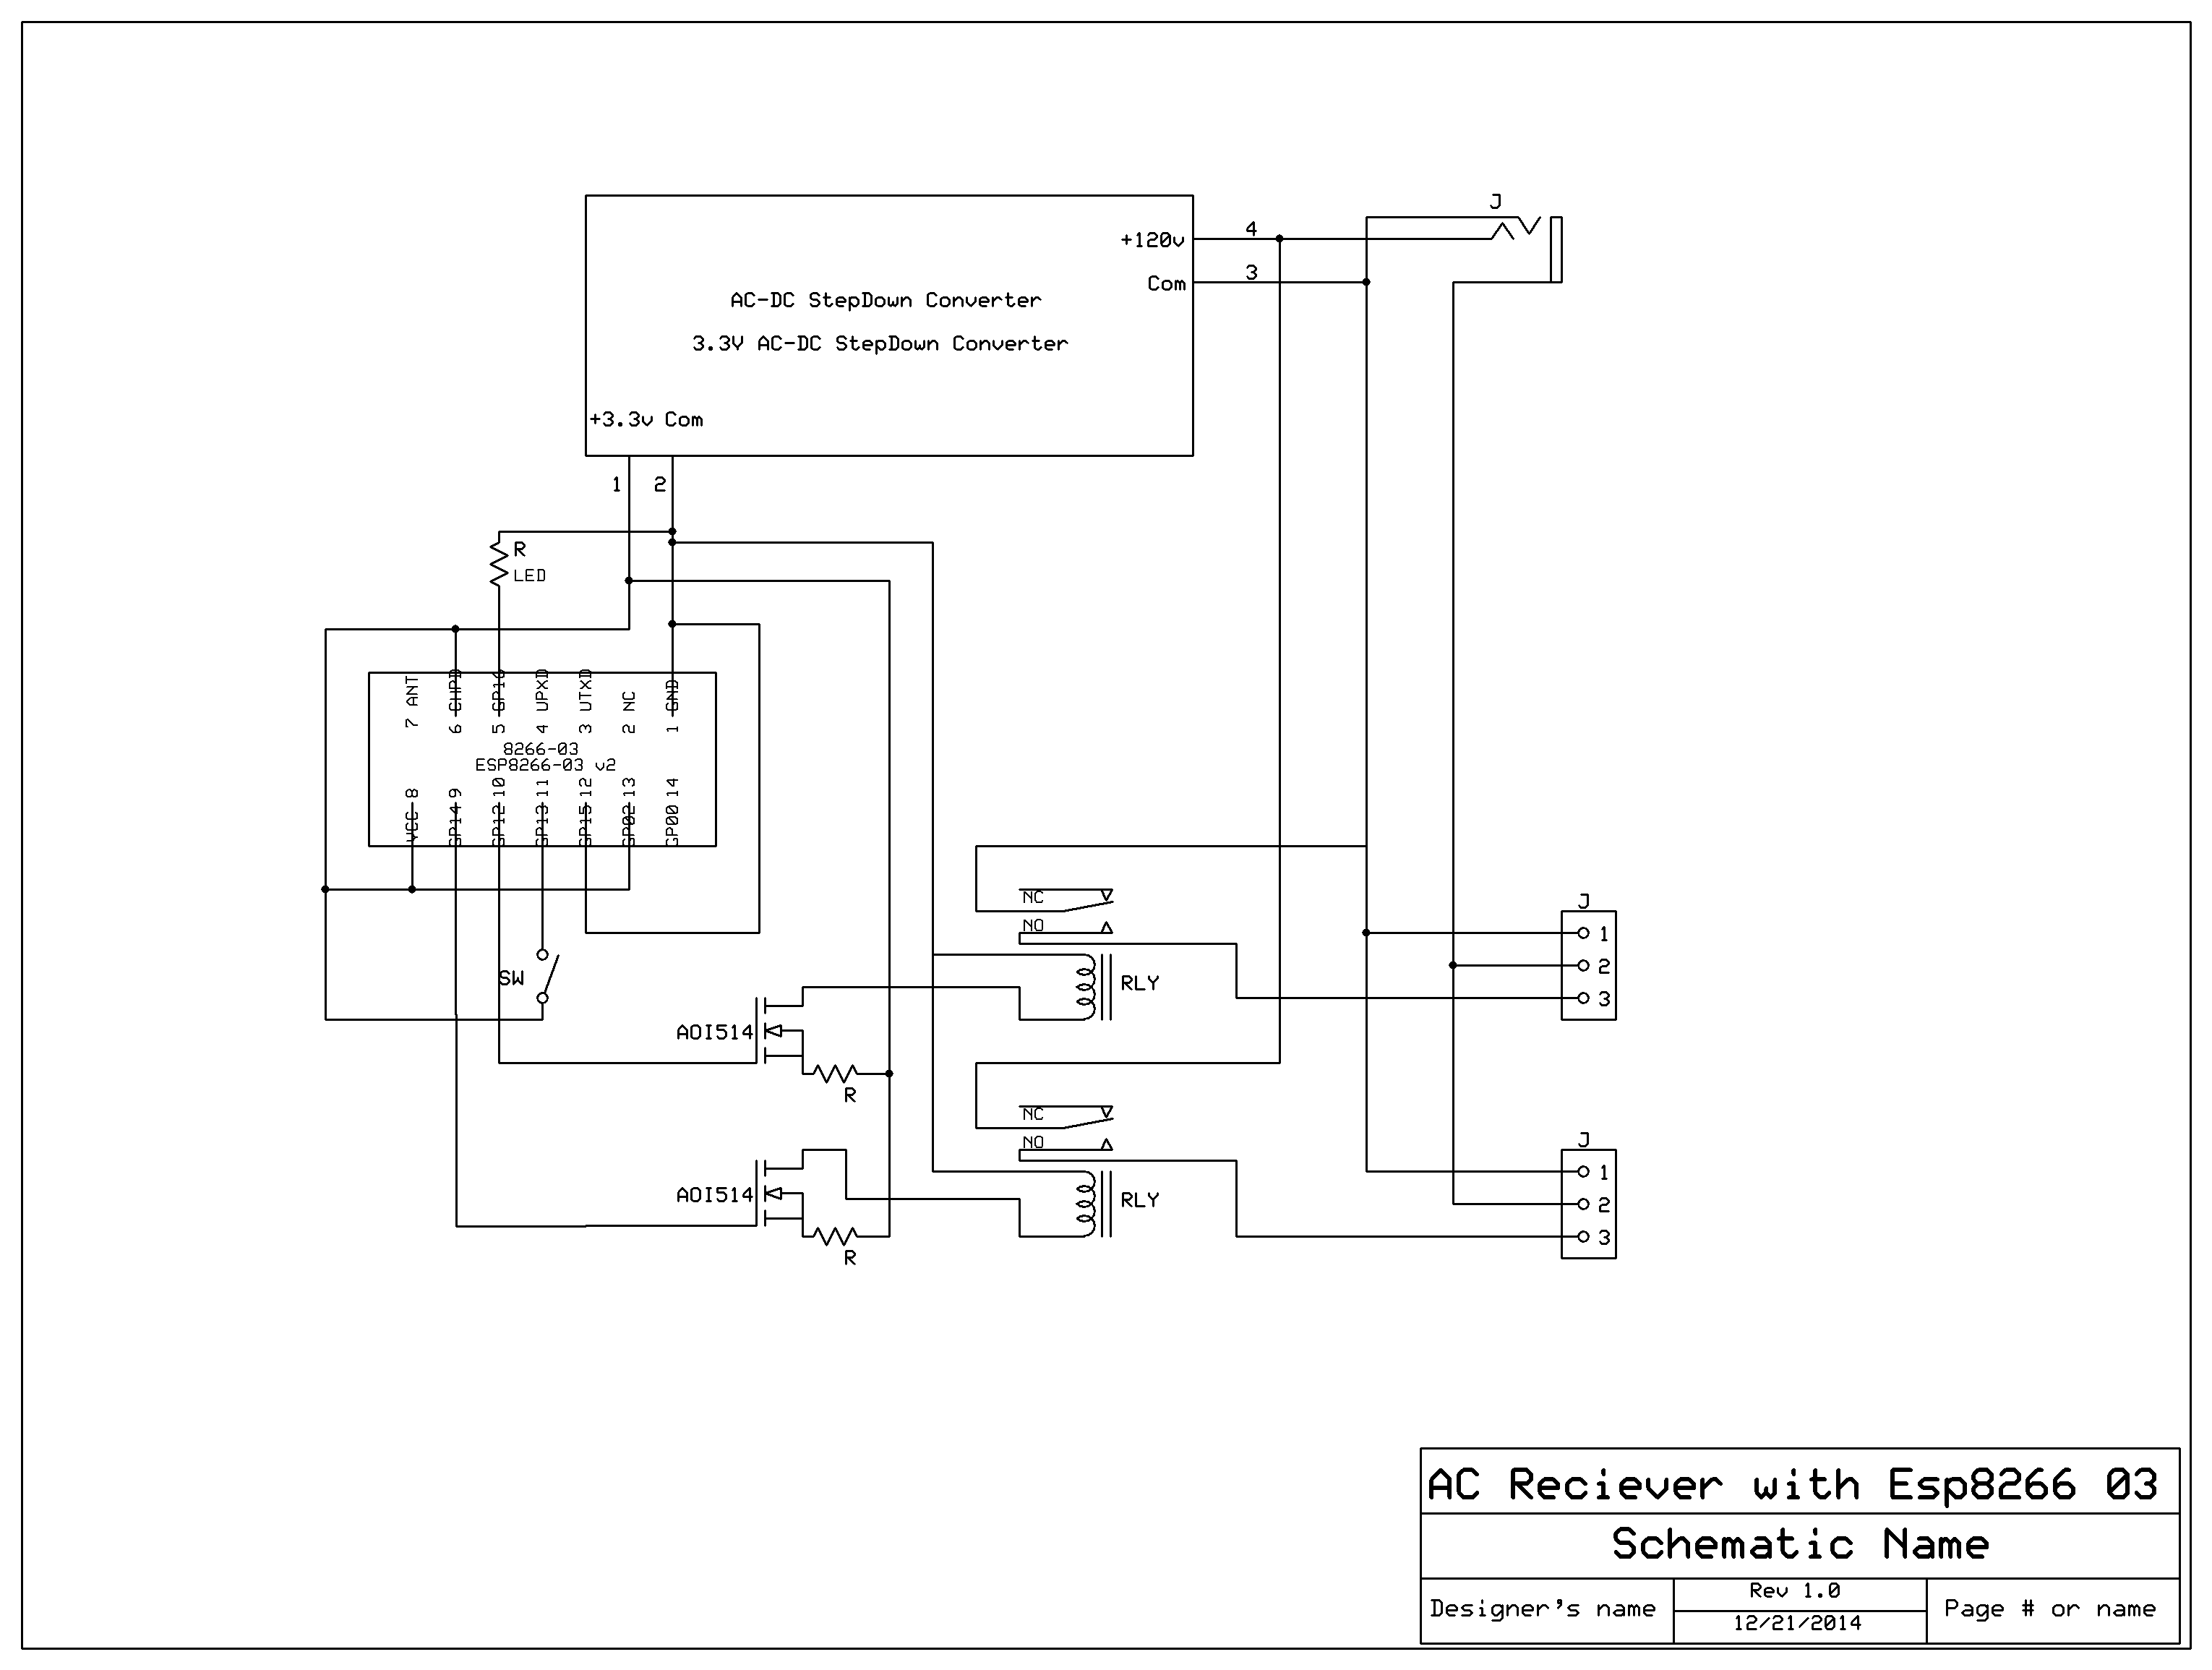 J
+120v 4
Com 3
AC-DC StepDown Converter
3.3V AC-DC StepDown Converter
+3.3v Com
1 2
R
LED
7 ANT
6 CHPD
5 GP16
4 UPXD
3 UTXD
2 NC
1 GND
8266-03
ESP8266-03 v2
VCC 8
GP14 9
GP12 10
GP13 11
GP15 12
GP02 13
GP00 14
SW
AOI514
R
AOI514
R
NC
NO
RLY
NC
NO
RLY
J
1
2
3
J
1
2
3
AC Reciever with Esp8266 03
Schematic Name
Designer's name
Rev 1.0
12/21/2014
Page # or name